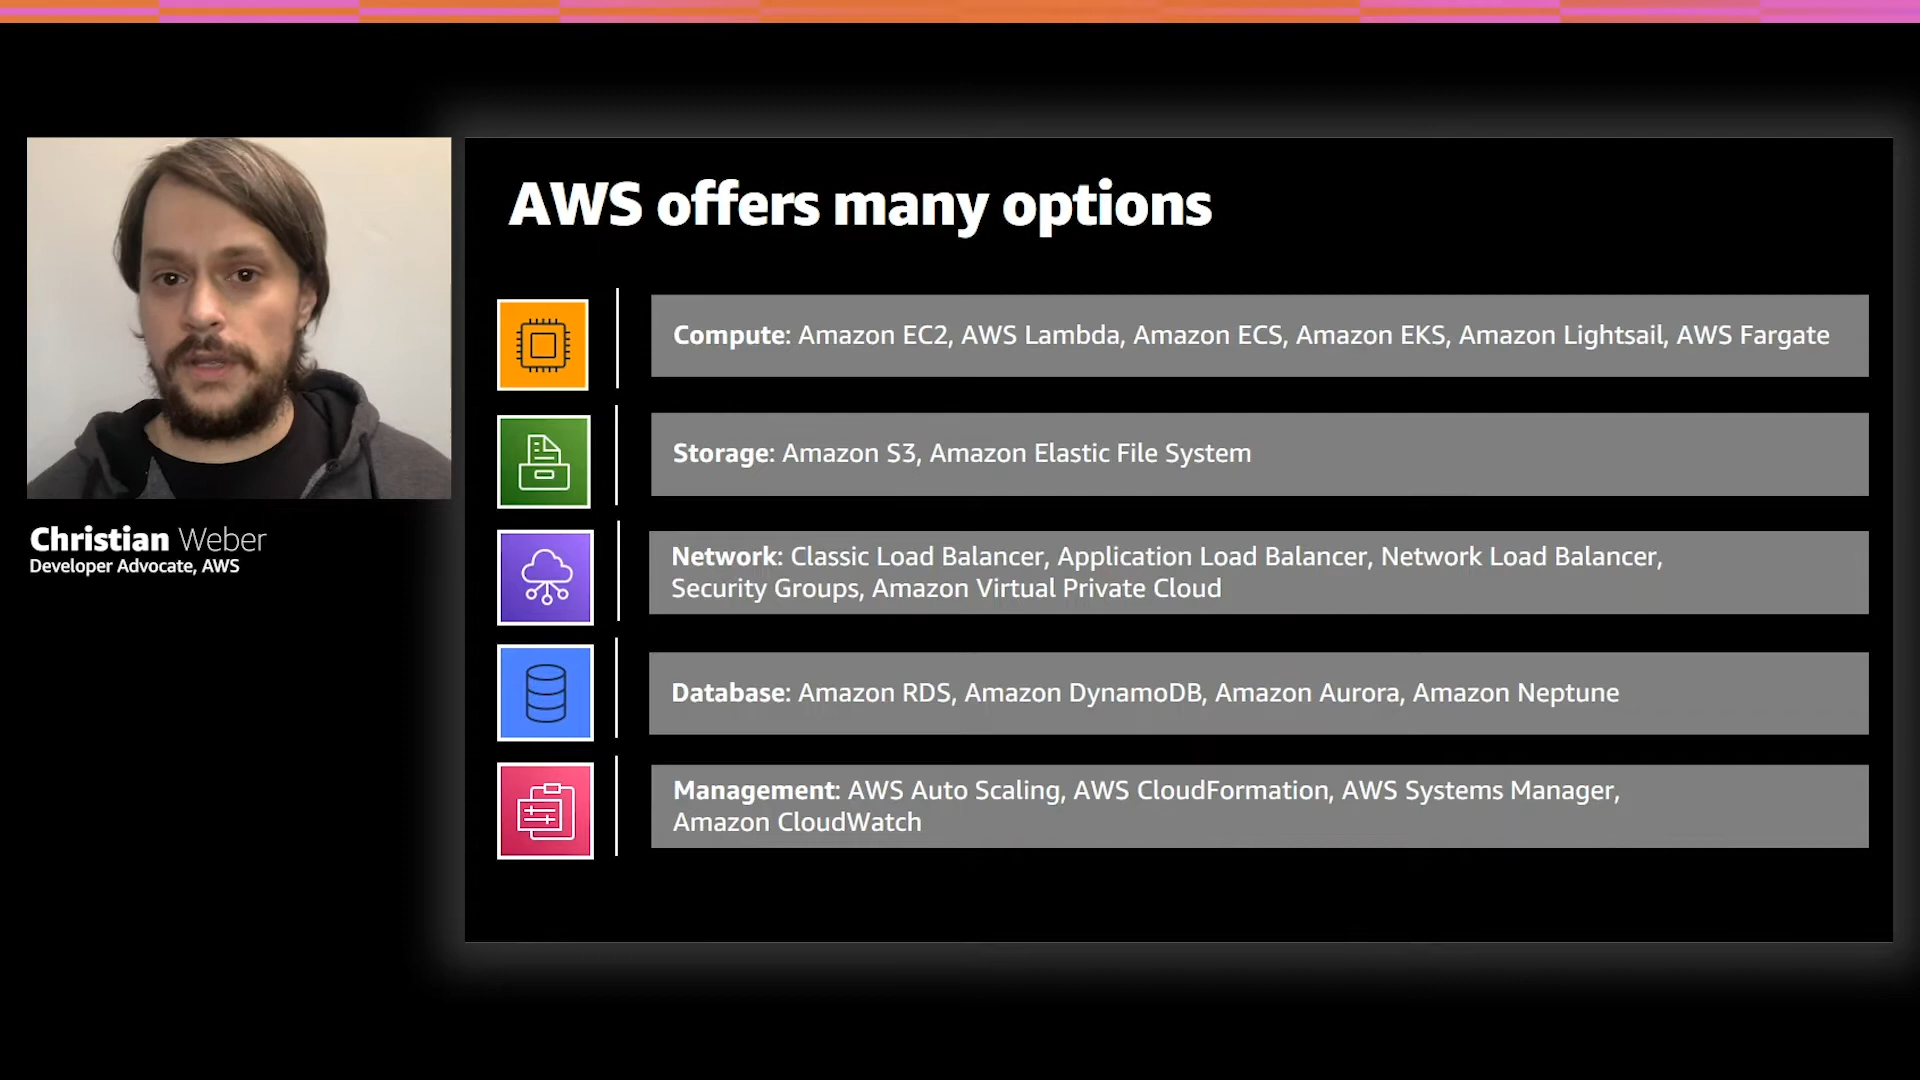 AWS offers many options
Compute: Amazon EC2, AWS Lambda, Amazon ECS, Amazon EKS, Amazon Lightsail, AWS Fargate
Storage: Amazon S3, Amazon Elastic File System
Network: Classic Load Balancer, Application Load Balancer, Network Load Balancer,
Security Groups, Amazon Virtual Private Cloud
Database: Amazon RDS, Amazon DynamoDB, Amazon Aurora, Amazon Neptune
Management: AWS Auto Scaling, AWS CloudFormation, AWS Systems Manager,
Amazon CloudWatch
Christian Weber
Developer Advocate, AWS